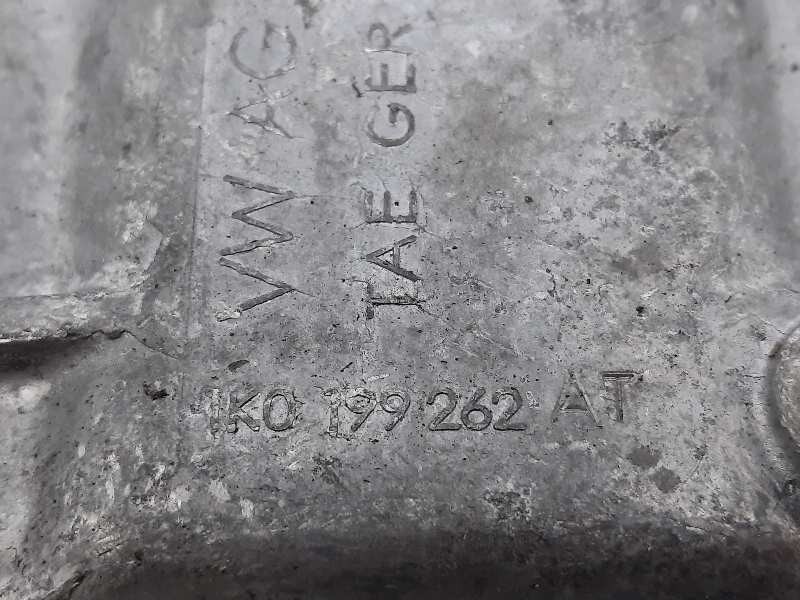 VW AG
TAE GER
1K0 199 262 AT